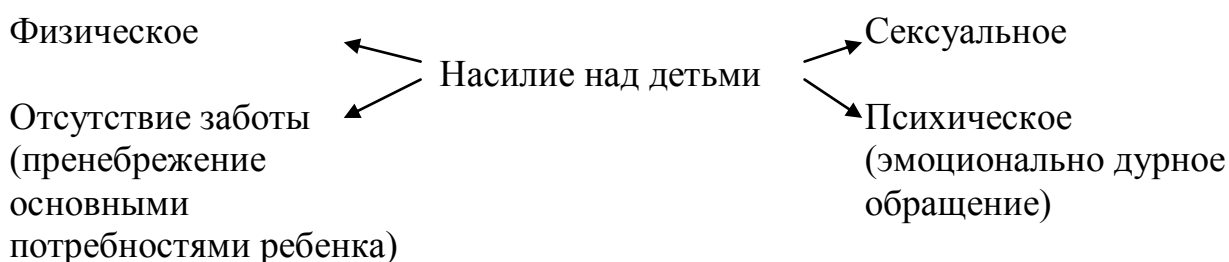 Физическое
Сексуальное
Насилие над детьми
Отсутствие заботы
(пренебрежение
основными
потребностями ребенка)
Психическое
(эмоционально дурное
обращение)